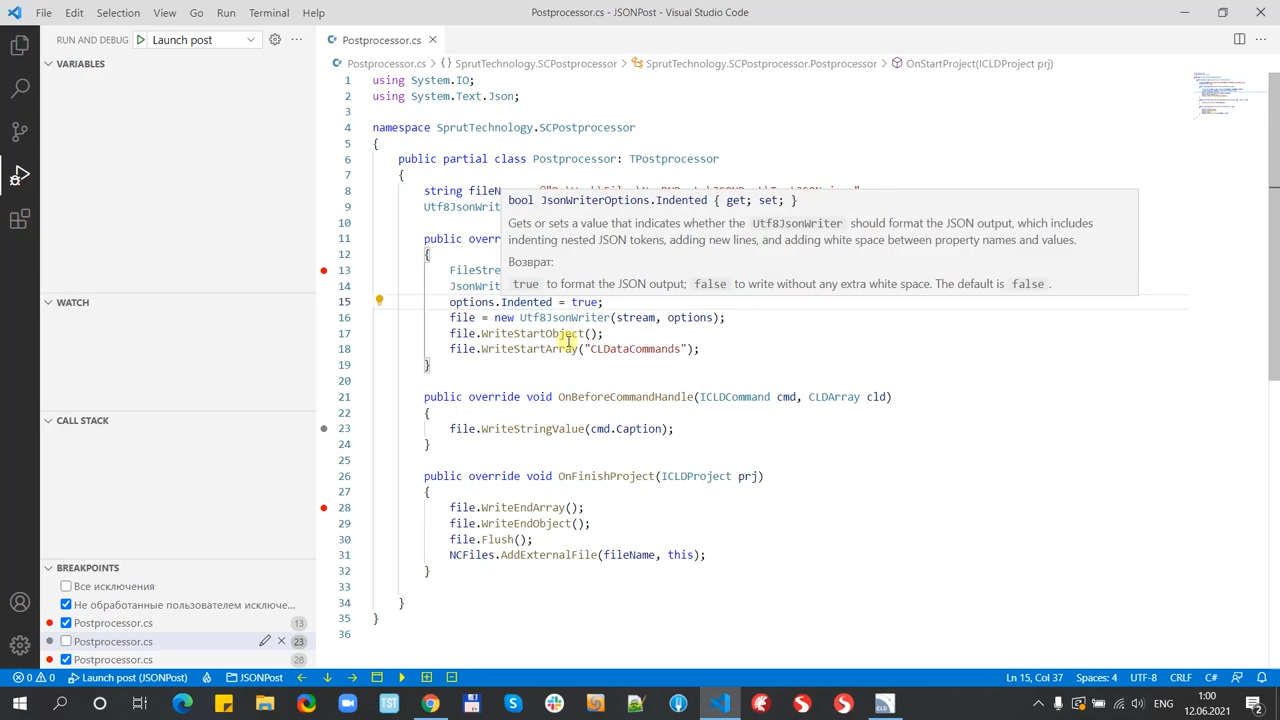 File Edit Selection View Go Run Terminal Help
Postprocessor.cs - JSONPost - Visual Studio Code
RUN AND DEBUG Launch post
Postprocessor.cs
Postprocessor.cs > {} SprutTechnology.SCPostprocessor > SprutTechnology.SCPostprocessor.Postprocessor > OnStartProject(ICLDProject prj)
VARIABLES
WATCH
CALL STACK
BREAKPOINTS
Все исключения
Не обработанные пользователем исключе...
Postprocessor.cs 13
Postprocessor.cs 23
Postprocessor.cs 28
1 using System.IO;
2 using System.Text.
3
4 namespace SprutTechnology.SCPostprocessor
5 {
6 public partial class Postprocessor: TPostprocessor
7 {
8 string
9 Utf8JsonWrit
10
11 public overr
12 {
13 FileStre
14 JsonWrit
15 options.Indented = true;
16 file = new Utf8JsonWriter(stream, options);
17 file.WriteStartObject();
18 file.WriteStartArray("CLDataCommands");
19 }
20
21 public override void OnBeforeCommandHandle(ICLDCommand cmd, CLDArray cld)
22 {
23 file.WriteStringValue(cmd.Caption);
24 }
25
26 public override void OnFinishProject(ICLDProject prj)
27 {
28 file.WriteEndArray();
29 file.WriteEndObject();
30 file.Flush();
31 NCFiles.AddExternalFile(fileName, this);
32 }
33
34 }
35 }
36
bool JsonWriterOptions.Indented { get; set; }
Gets or sets a value that indicates whether the Utf8JsonWriter should format the JSON output, which includes
indenting nested JSON tokens, adding new lines, and adding white space between property names and values.
Возврат:
true to format the JSON output; false to write without any extra white space. The default is false .
0 0 Launch post (JSONPost) JSONPost
Ln 15, Col 37 Spaces: 4 UTF-8 CRLF C#
1:00
12.06.2021